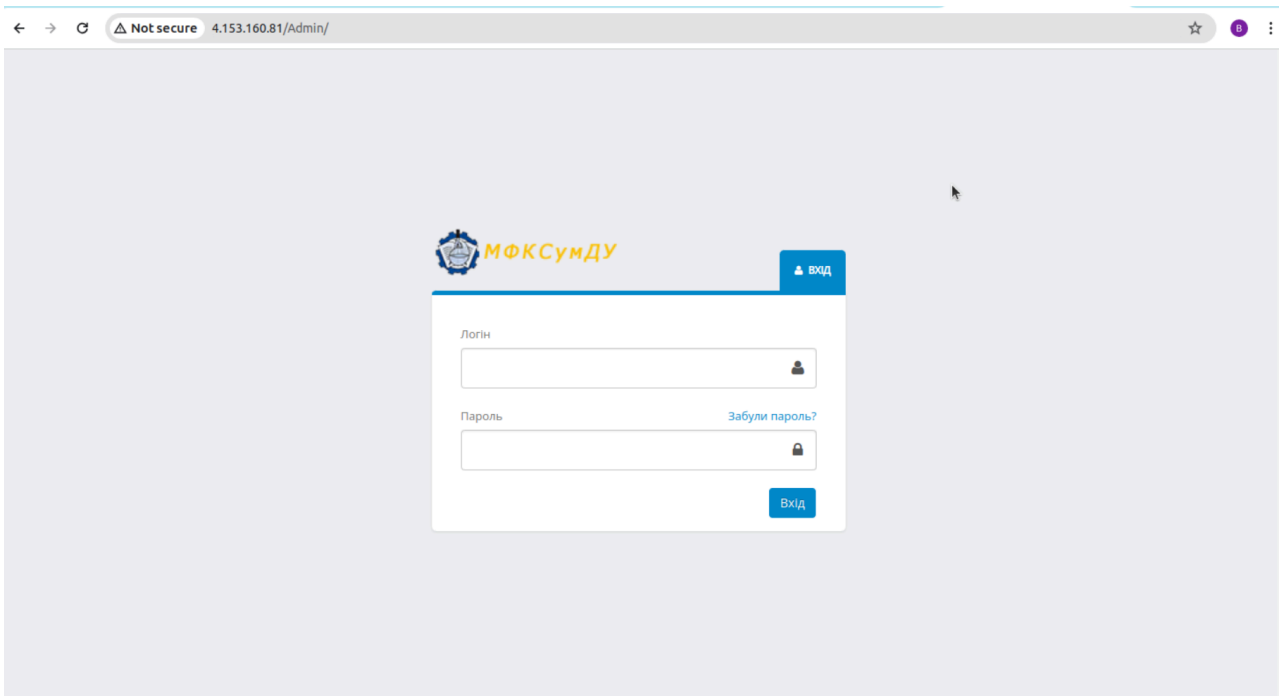 Not secure 4.153.160.81/Admin/
B
МФКСумДУ
ВХІД
Логін
Пароль
Забули пароль?
Вхід